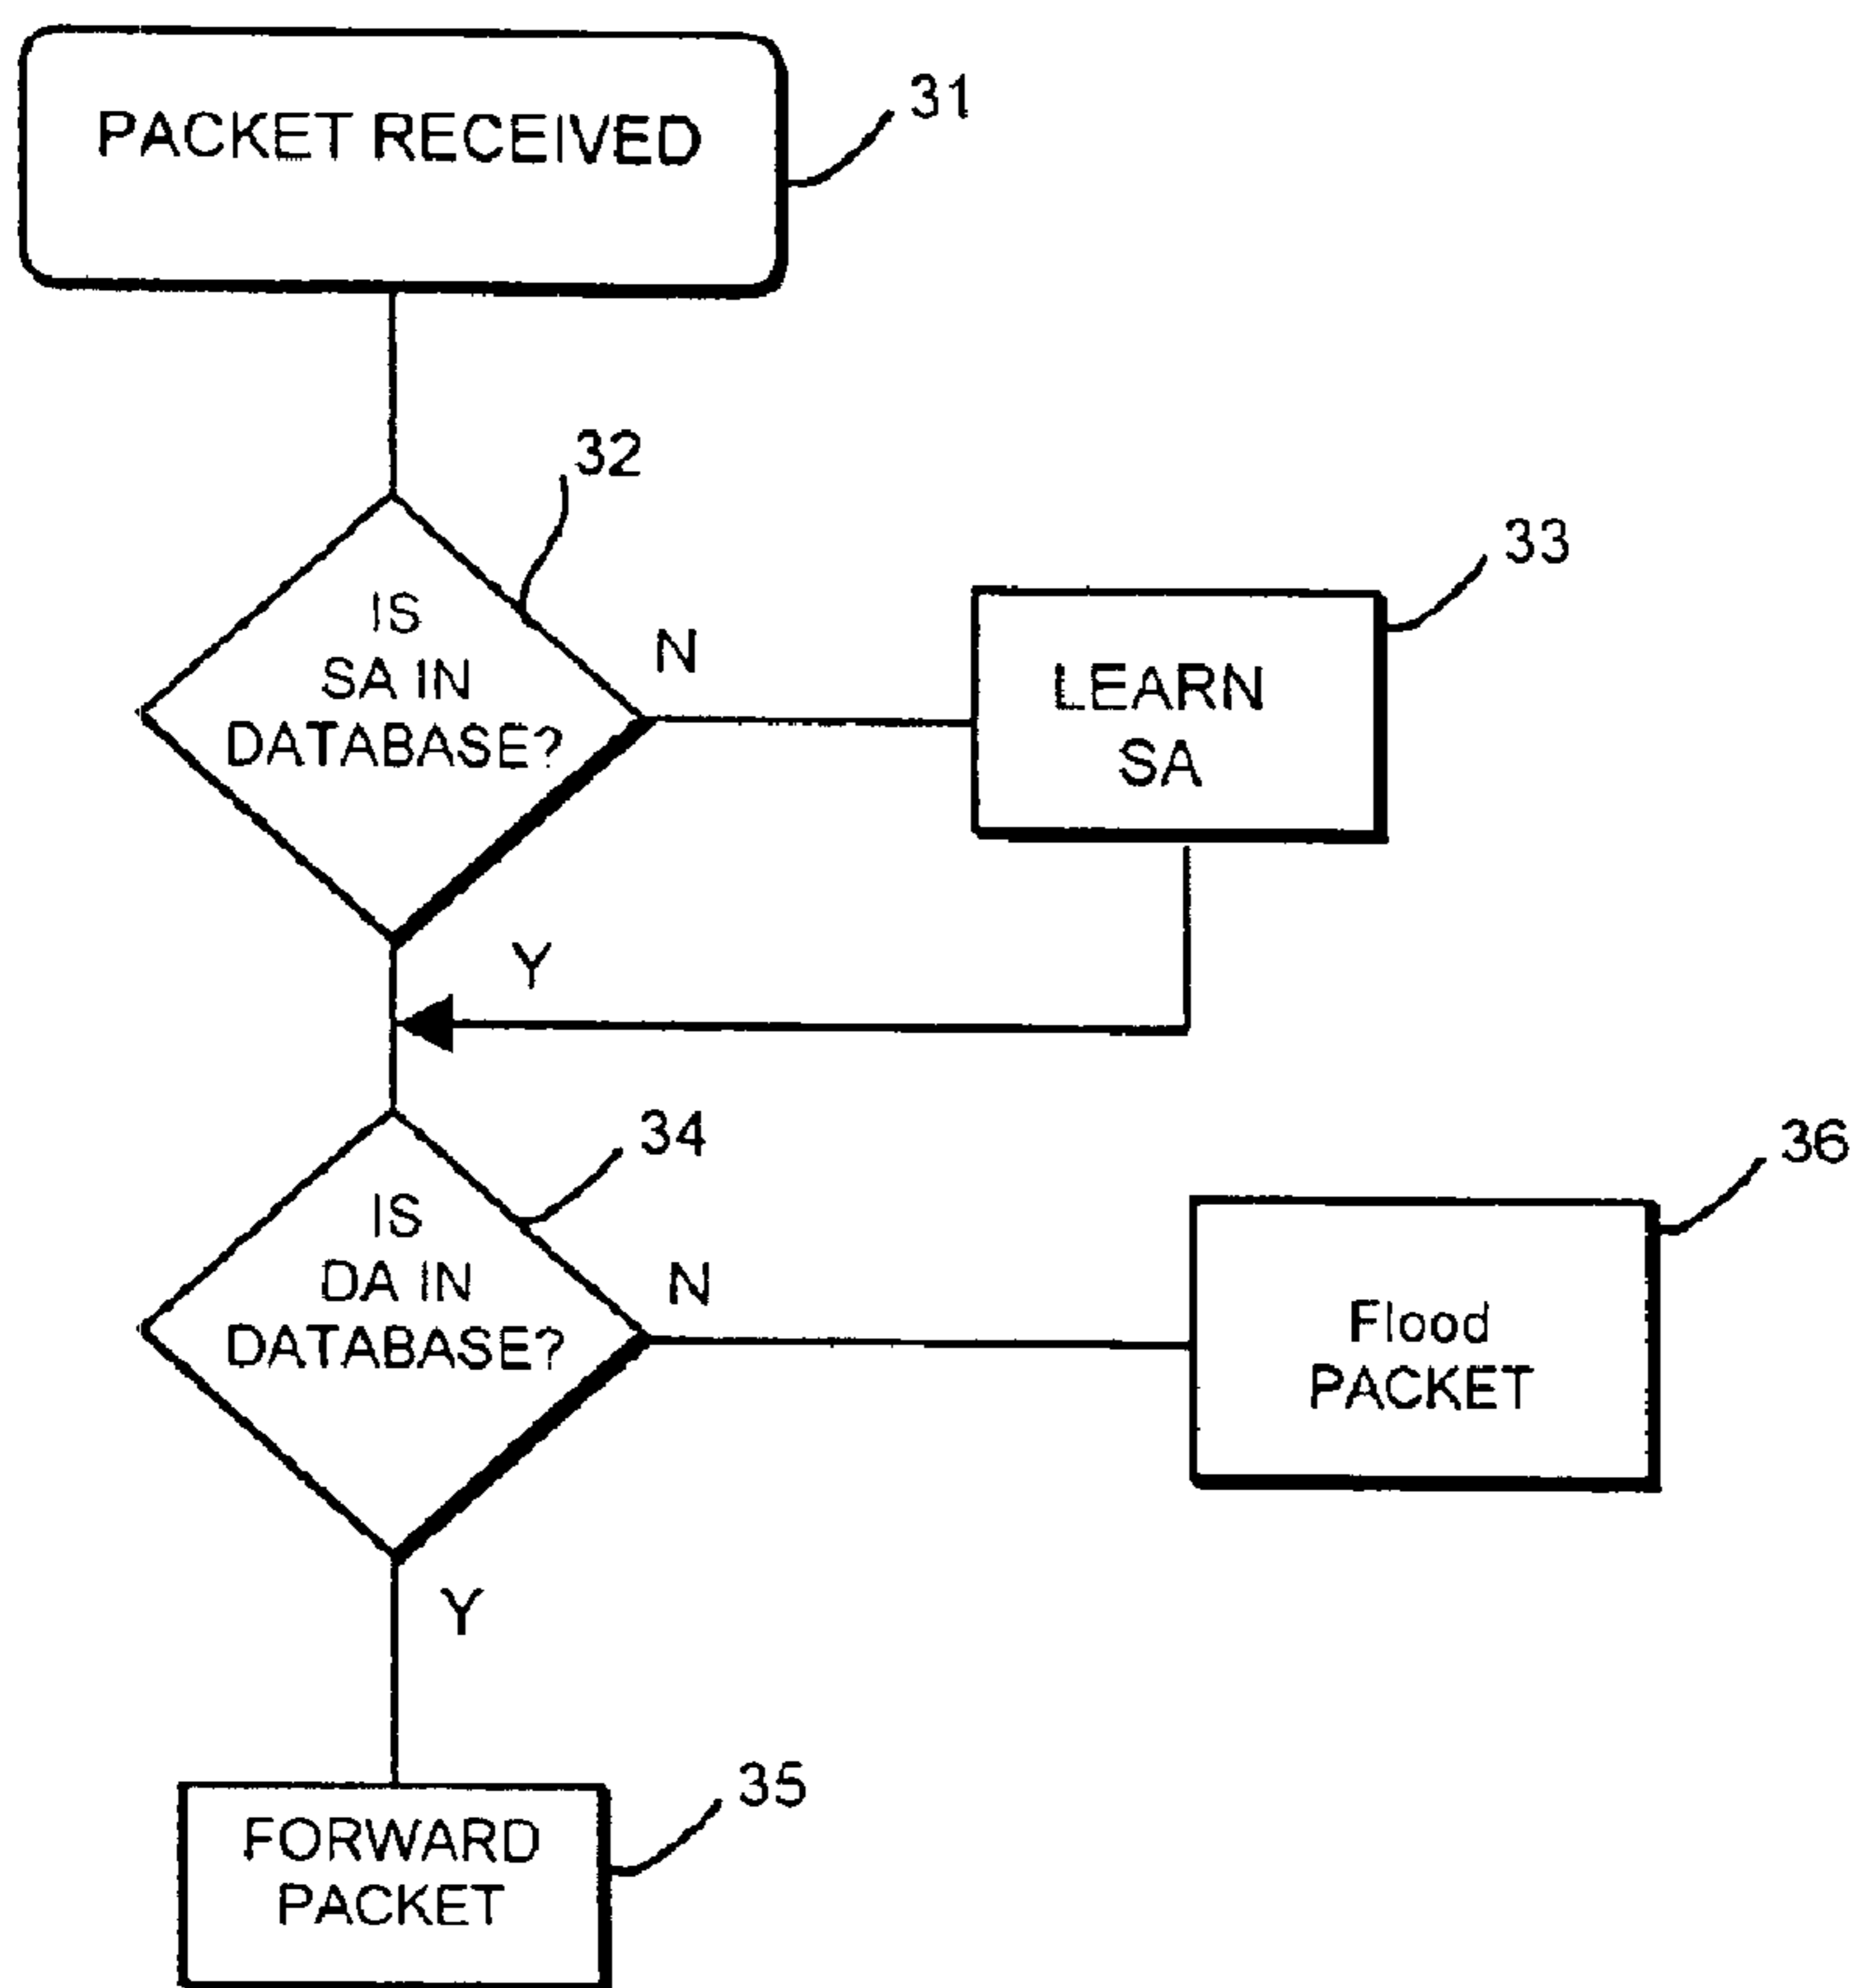 PACKET RECEIVED
31
32
IS
SA IN
DATABASE?
N
33
LEARN
SA
Y
34
IS
DA IN
DATABASE?
N
36
Flood
PACKET
Y
35
FORWARD
PACKET